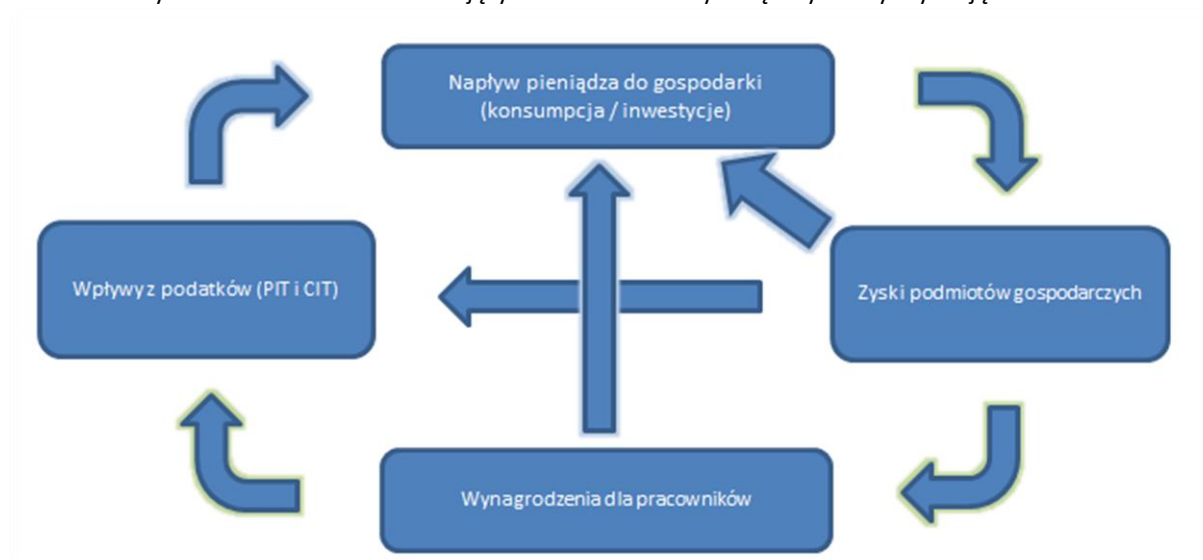 Napływ pieniądza do gospodarki
(konsumpcja / inwestycje)
Wpływy z podatków (PIT i CIT)
Zyski podmiotów gospodarczych
Wynagrodzenia dla pracowników